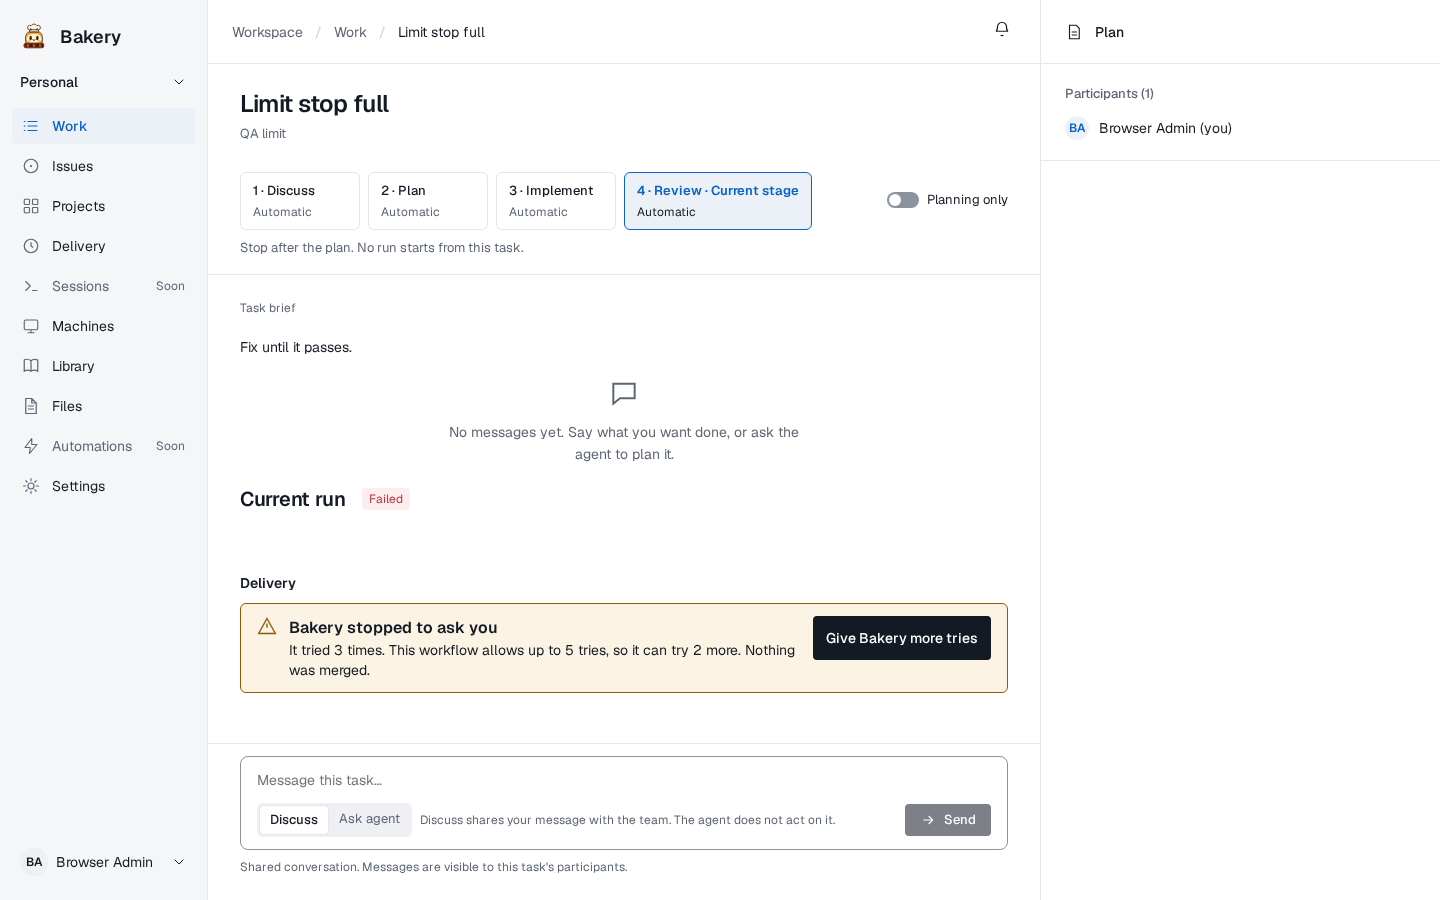 Bakery
Personal
Work
Issues
Projects
Delivery
Sessions Soon
Machines
Library
Files
Automations Soon
Settings
BA Browser Admin
Workspace / Work / Limit stop full
Limit stop full
QA limit
1 · Discuss
Automatic
2 · Plan
Automatic
3 · Implement
Automatic
4 · Review · Current stage
Automatic
Planning only
Stop after the plan. No run starts from this task.
Task brief
Fix until it passes.
No messages yet. Say what you want done, or ask the
agent to plan it.
Current run Failed
Delivery
Bakery stopped to ask you
It tried 3 times. This workflow allows up to 5 tries, so it can try 2 more. Nothing
was merged.
Give Bakery more tries
Message this task...
Discuss Ask agent Discuss shares your message with the team. The agent does not act on it.
Send
Shared conversation. Messages are visible to this task's participants.
Plan
Participants (1)
BA Browser Admin (you)